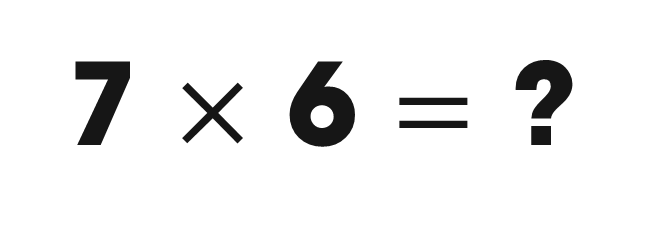 7 × 6 = ?